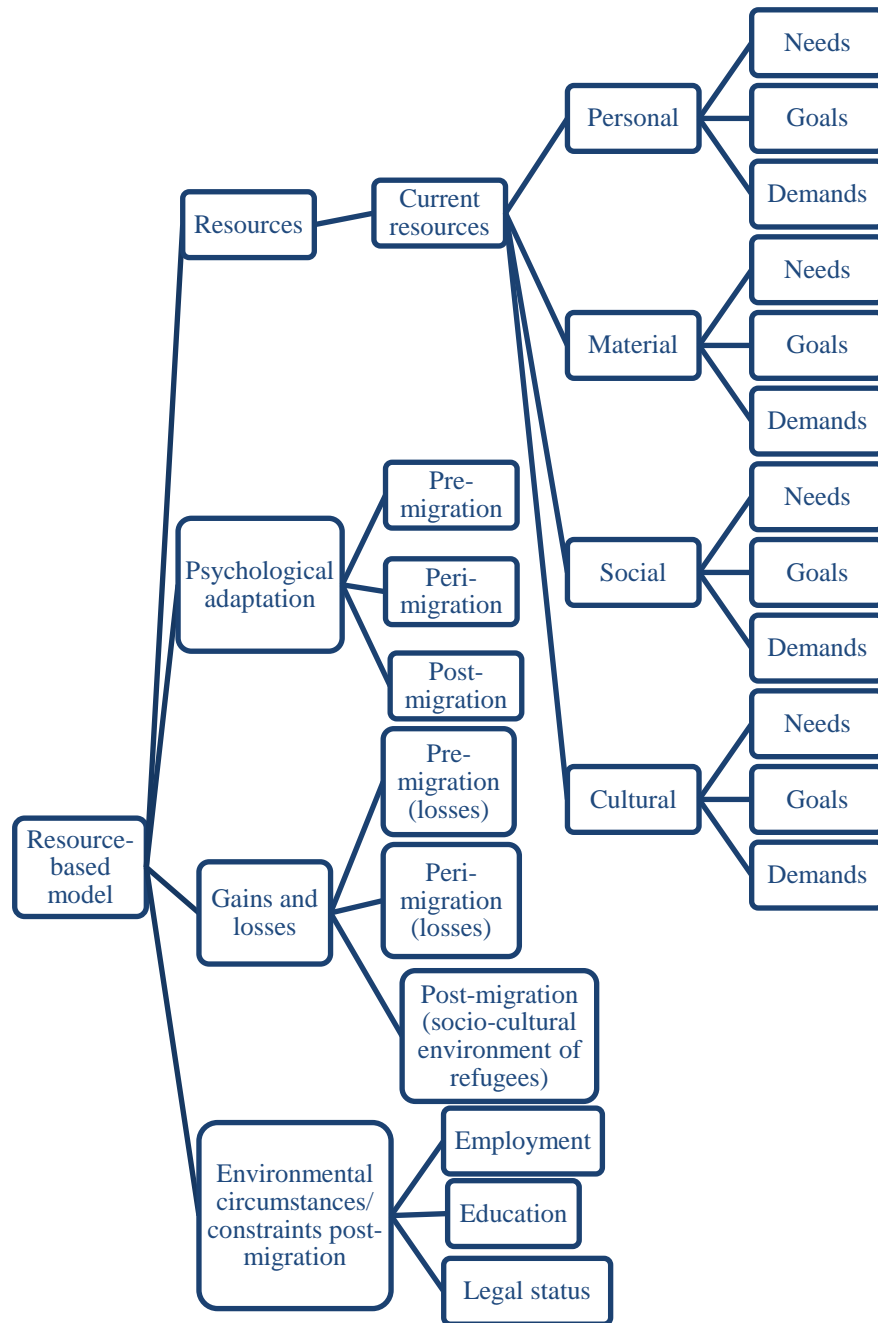 Resource-
based
model
Resources
Current
resources
Personal
Needs
Goals
Demands
Material
Needs
Goals
Demands
Social
Needs
Goals
Demands
Cultural
Needs
Goals
Demands
Psychological
adaptation
Pre-
migration
Peri-
migration
Post-
migration
Gains and
losses
Pre-
migration
(losses)
Peri-
migration
(losses)
Post-migration
(socio-cultural
environment of
refugees)
Environmental
circumstances/
constraints post-
migration
Employment
Education
Legal status